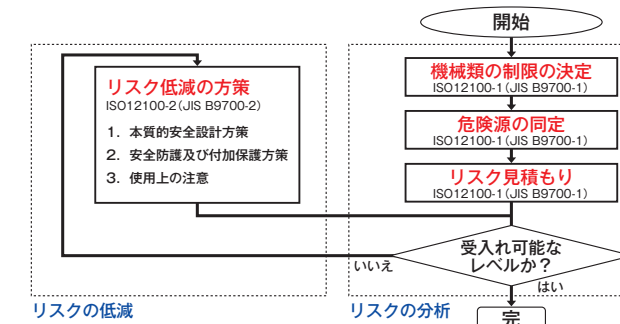 開始
機械類の制限の決定
ISO12100-1(JIS B9700-1)
危険源の同定
ISO12100-1(JIS B9700-1)
リスク見積もり
ISO12100-1(JIS B9700-1)
受入れ可能な
レベルか？
いいえ
はい
完
リスクの分析
リスク低減の方策
ISO12100-2(JIS B9700-2)
1. 本質的安全設計方策
2. 安全防護及び付加保護方策
3. 使用上の注意
リスクの低減